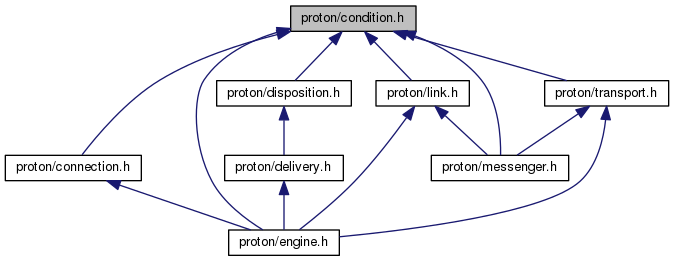 proton/condition.h
proton/disposition.h
proton/link.h
proton/transport.h
proton/connection.h
proton/delivery.h
proton/messenger.h
proton/engine.h